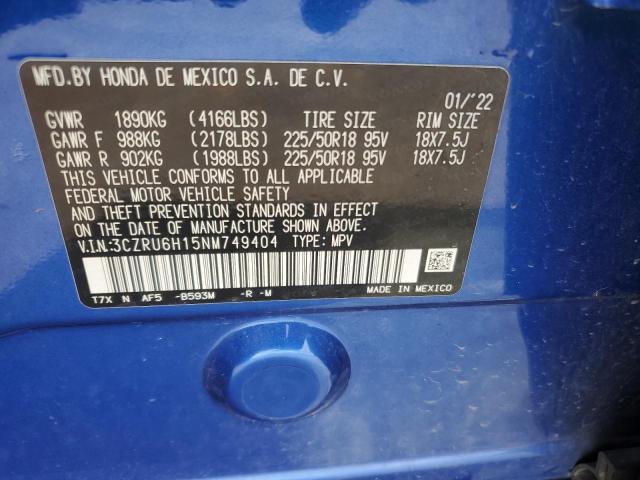 MFD.BY HONDA DE MEXICO S.A. DE C.V.
01/'22
GVWR 1890KG (4166LBS) TIRE SIZE RIM SIZE
GAWR F 988KG (2178LBS) 225/50R18 95V 18X7.5J
GAWR R 902KG (1988LBS) 225/50R18 95V 18X7.5J
THIS VEHICLE CONFORMS TO ALL APPLICABLE
FEDERAL MOTOR VEHICLE SAFETY
AND THEFT PREVENTION STANDARDS IN EFFECT
ON THE DATE OF MANUFACTURE SHOWN ABOVE.
V.I.N:3CZRU6H15NM749404 TYPE: MPV
T7X N AF5 -B593M -R -M MADE IN MEXICO